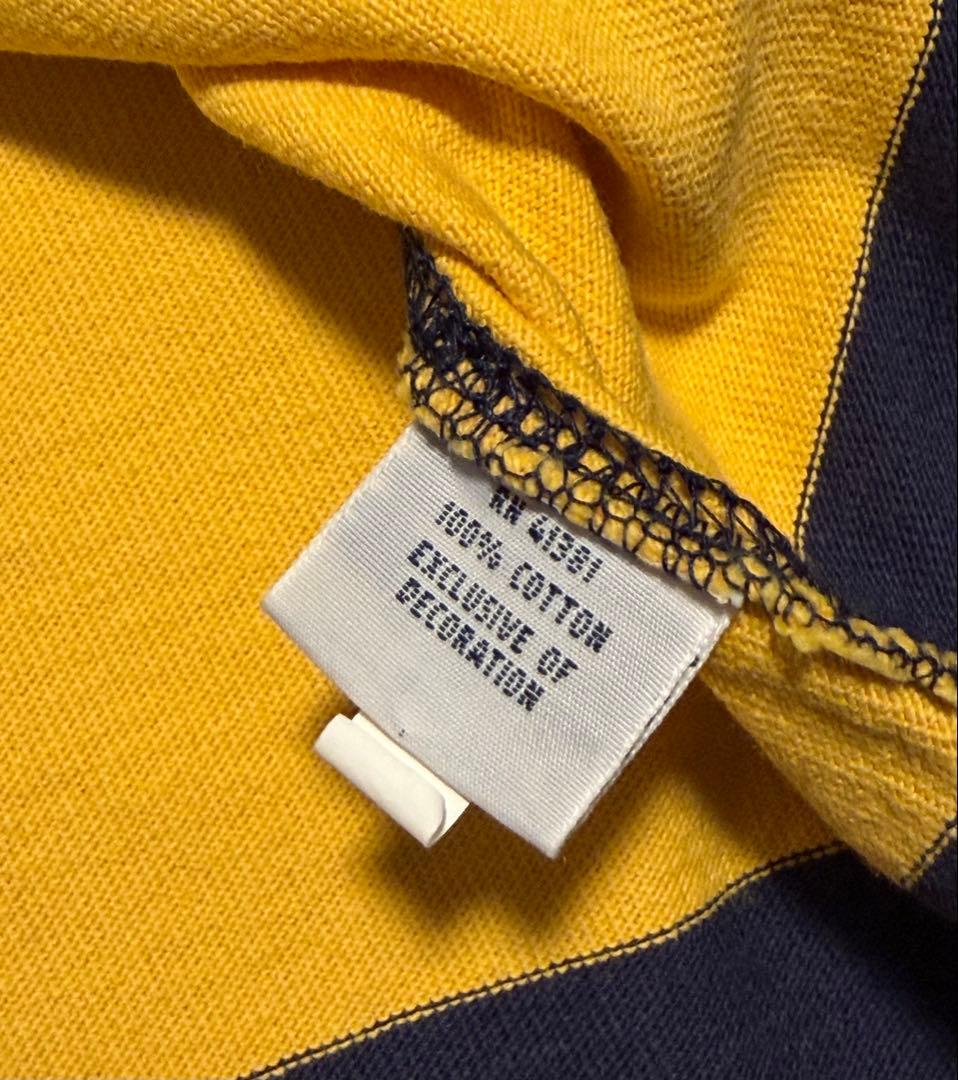 RN 41381
100% COTTON
EXCLUSIVE OF
DECORATION